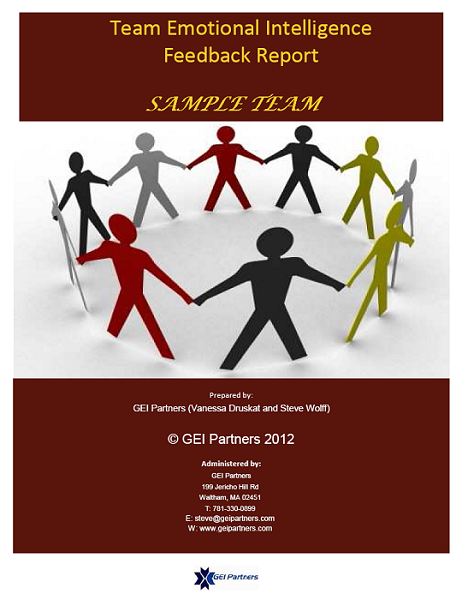 Team Emotional Intelligence
Feedback Report
SAMPLE TEAM
Prepared by:
GEI Partners (Vanessa Druskat and Steve Wolff)
© GEI Partners 2012
Administered by:
GEI Partners
199 Jericho Hill Rd
Waltham, MA 02451
T: 781-330-0899
E: steve@geipartners.com
W: www.geipartners.com
GEI Partners